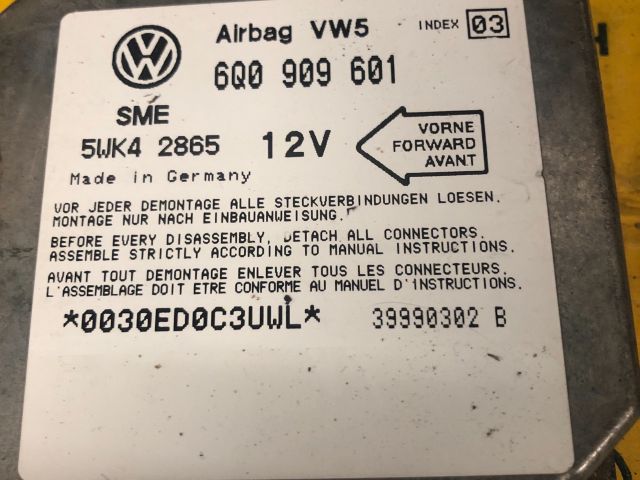 Airbag VW5 INDEX 03
6Q0 909 601
SME
5WK4 2865 12V
VORNE
FORWARD
AVANT
Made in Germany
VOR JEDER DEMONTAGE ALLE STECKVERBINDUNGEN LOESEN.
MONTAGE NUR NACH EINBAUANWEISUNG.
BEFORE EVERY DISASSEMBLY, DETACH ALL CONNECTORS.
ASSEMBLE STRICTLY ACCORDING TO MANUAL INSTRUCTIONS.
AVANT TOUT DEMONTAGE ENLEVER TOUS LES CONNECTEURS.
L'ASSEMBLAGE DOIT ETRE CONFORME AU MANUEL D'INSTRUCTIONS.
*0030ED0C3UWL* 39990302 B